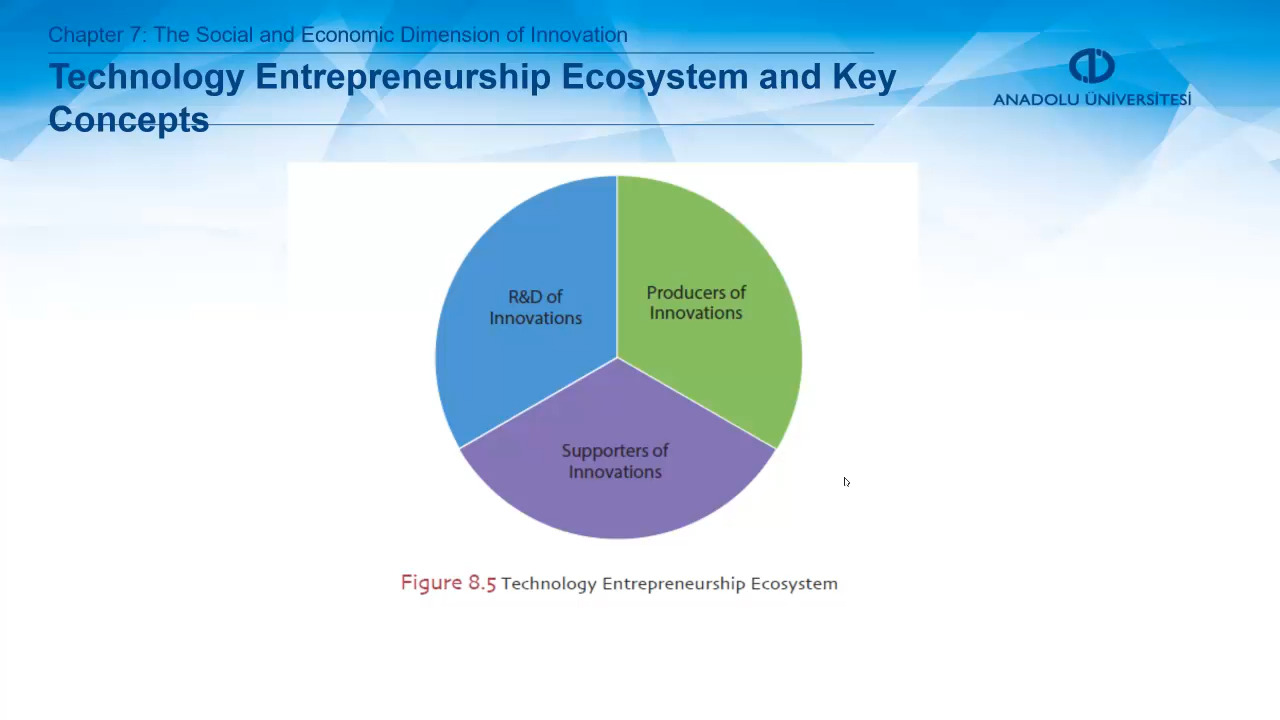 Chapter 7: The Social and Economic Dimension of Innovation
Technology Entrepreneurship Ecosystem and Key
Concepts
ANADOLU ÜNİVERSİTESİ
R&D of
Innovations
Producers of
Innovations
Supporters of
Innovations
Figure 8.5 Technology Entrepreneurship Ecosystem